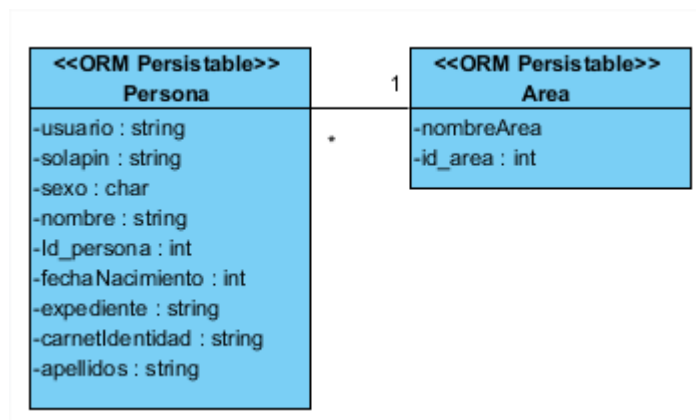 <<ORM Persistable>>
Persona
-usuario : string
-solapin : string
-sexo : char
-nombre : string
-Id_persona : int
-fechaNacimiento : int
-expediente : string
-carnetIdentidad : string
-apellidos : string
1
*
<<ORM Persistable>>
Area
-nombreArea
-id_area : int